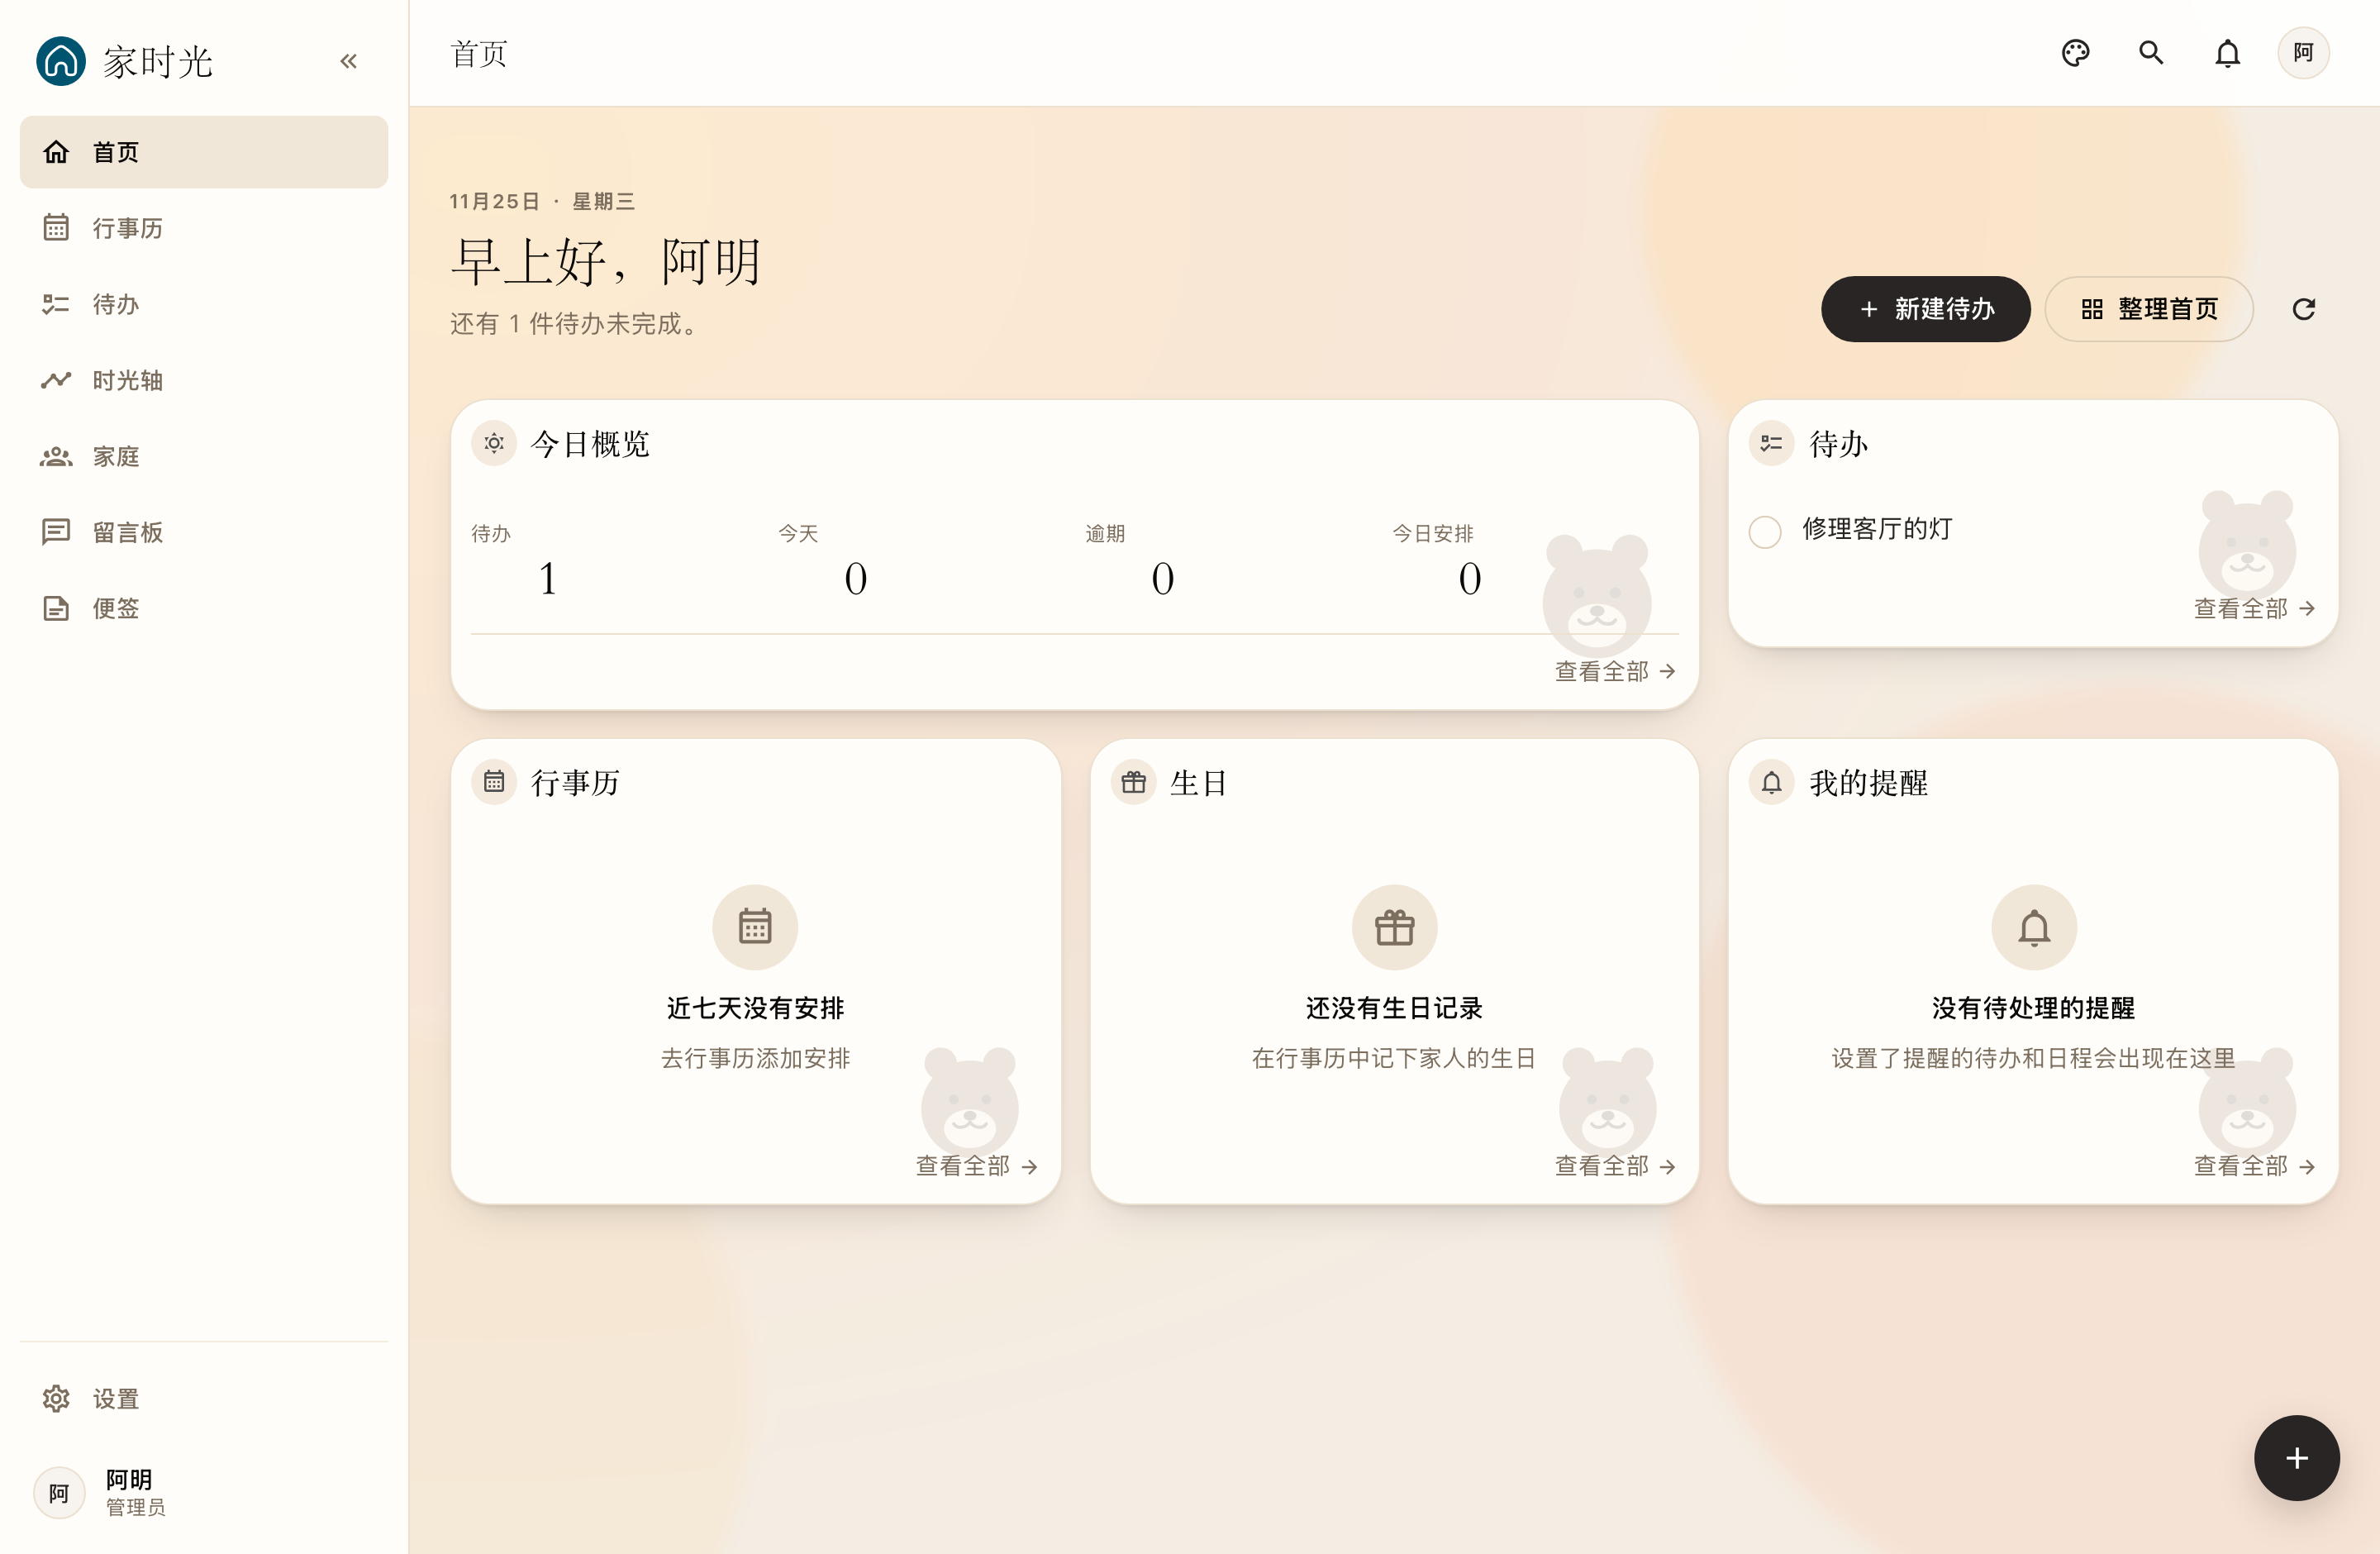 家时光
首页
行事历
待办
时光轴
家庭
留言板
便签
设置
阿
阿明
管理员
首页
阿
11月25日 · 星期三
早上好，阿明
还有 1 件待办未完成。
新建待办
整理首页
今日概览
待办
1
今天
0
逾期
0
今日安排
0
查看全部
待办
修理客厅的灯
查看全部
行事历
近七天没有安排
去行事历添加安排
查看全部
生日
还没有生日记录
在行事历中记下家人的生日
查看全部
我的提醒
没有待处理的提醒
设置了提醒的待办和日程会出现在这里
查看全部